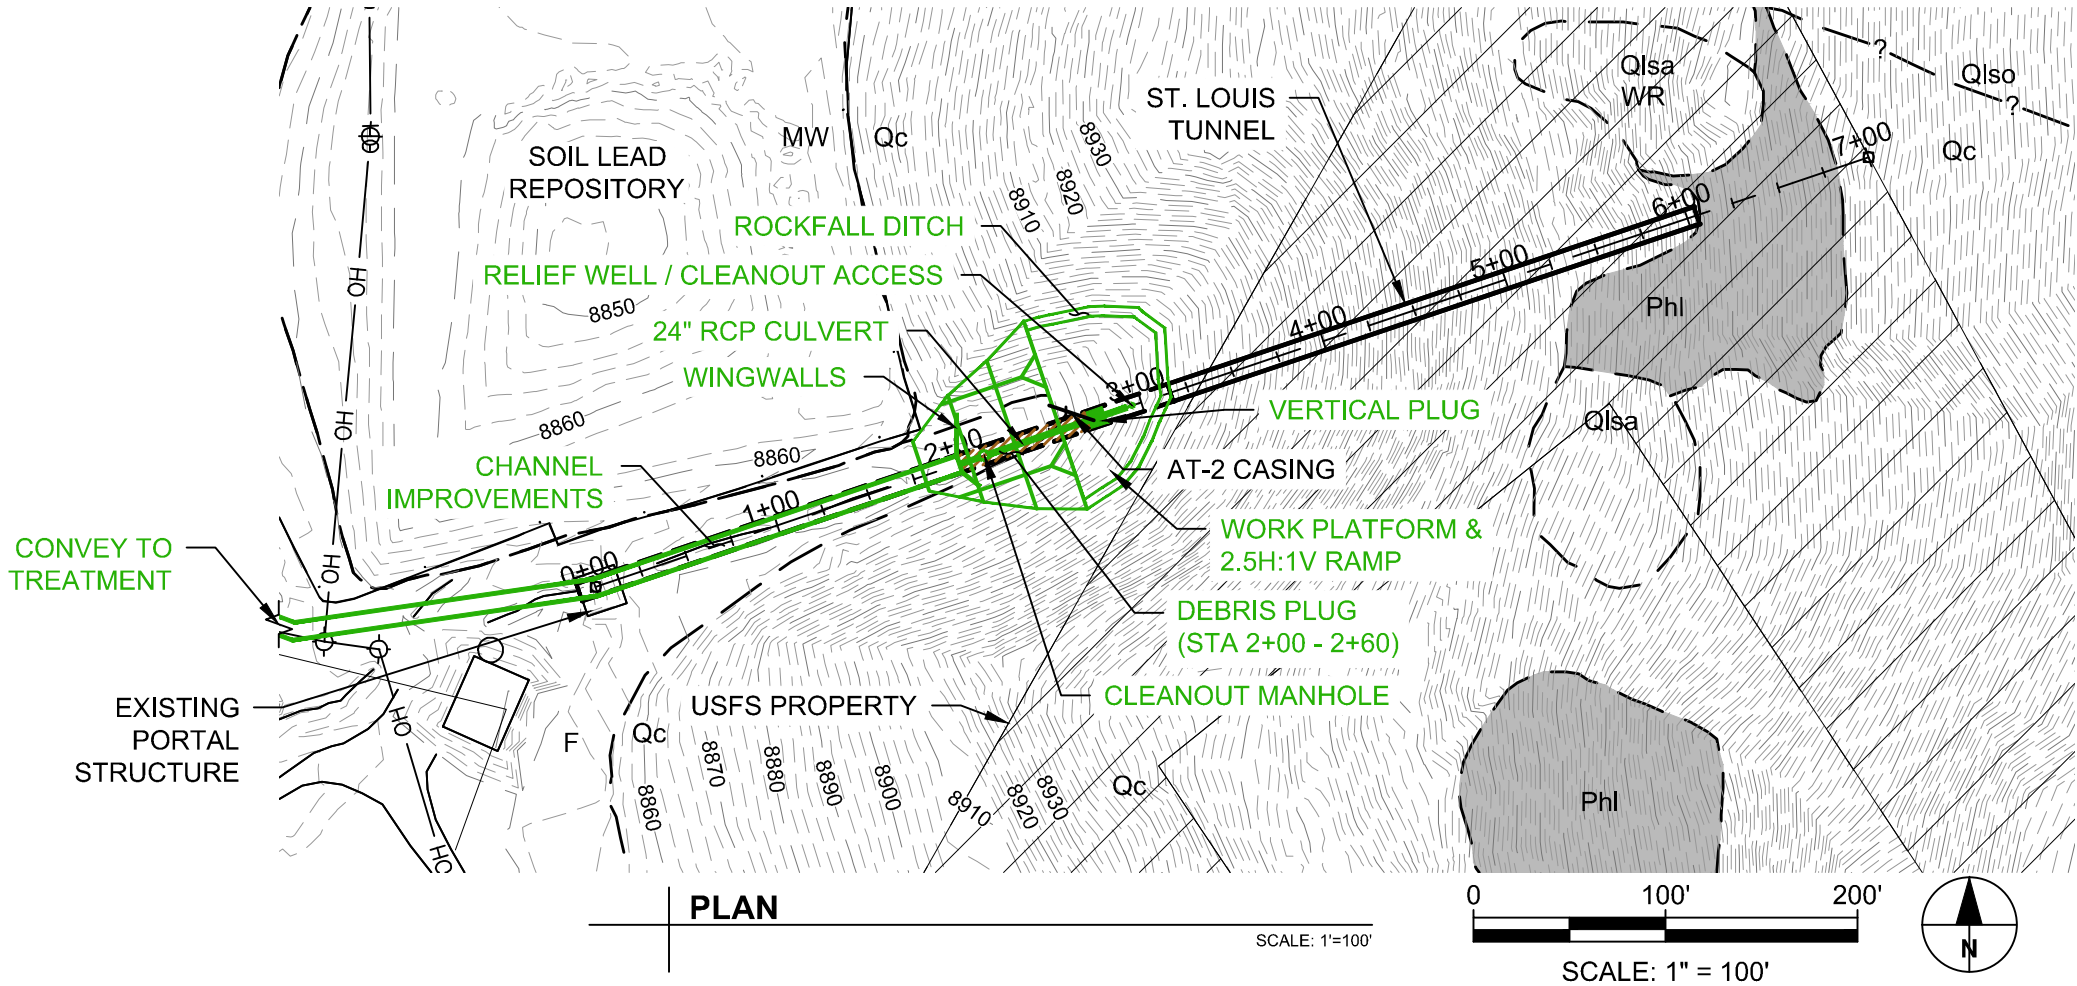 Qlsa
WR
?
Qlso
?
Qc
7+00
ST. LOUIS
TUNNEL
MW
Qc
8930
8920
8910
SOIL LEAD
REPOSITORY
6+00
ROCKFALL DITCH
RELIEF WELL / CLEANOUT ACCESS
5+00
HO
8850
24" RCP CULVERT
4+00
Phl
WINGWALLS
3+00
VERTICAL PLUG
Qlsa
HO
8860
8860
2+00
CHANNEL
IMPROVEMENTS
AT-2 CASING
1+00
WORK PLATFORM &
2.5H:1V RAMP
CONVEY TO
TREATMENT
HO
0+00
DEBRIS PLUG
(STA 2+00 - 2+60)
CLEANOUT MANHOLE
USFS PROPERTY
EXISTING
PORTAL
STRUCTURE
HO
F
Qc
8860
8870
8880
8890
8900
8910
8920
8930
Qc
Phl
HO
PLAN
SCALE: 1'=100'
0
100'
200'
SCALE: 1" = 100'
N